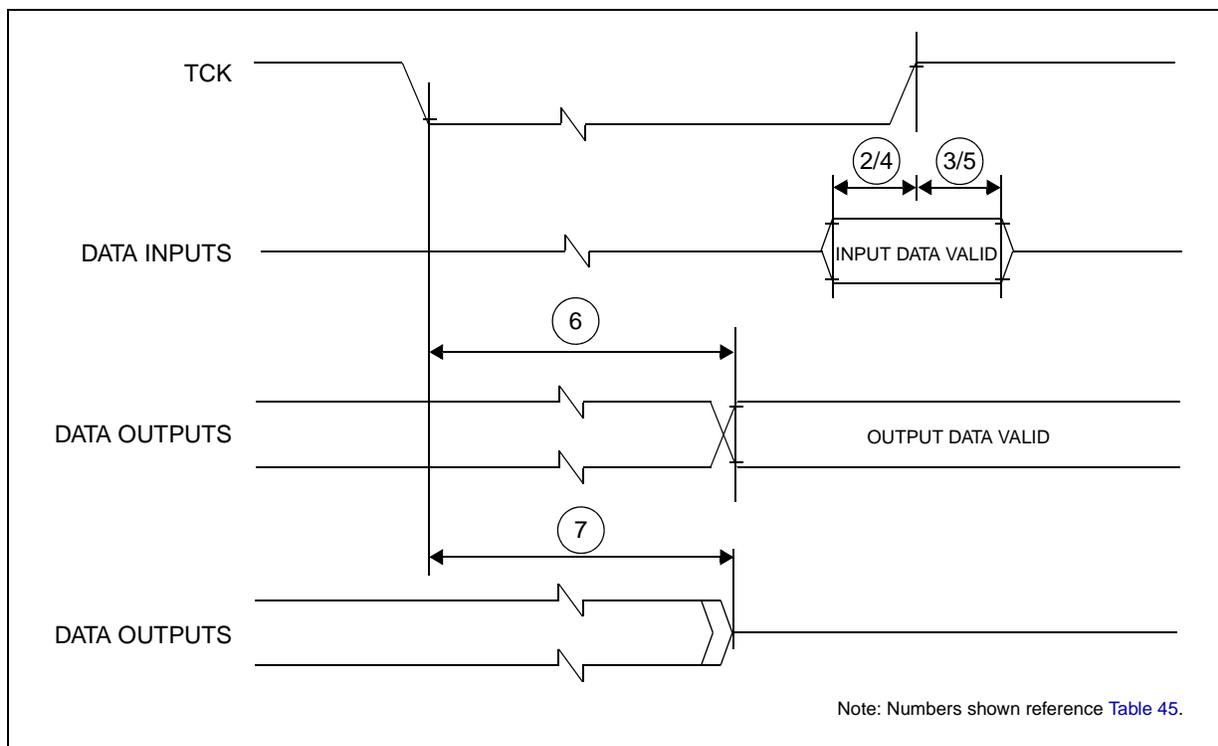 TCK
2/4
3/5
DATA INPUTS
INPUT DATA VALID
6
DATA OUTPUTS
OUTPUT DATA VALID
7
DATA OUTPUTS
Note: Numbers shown reference Table 45.